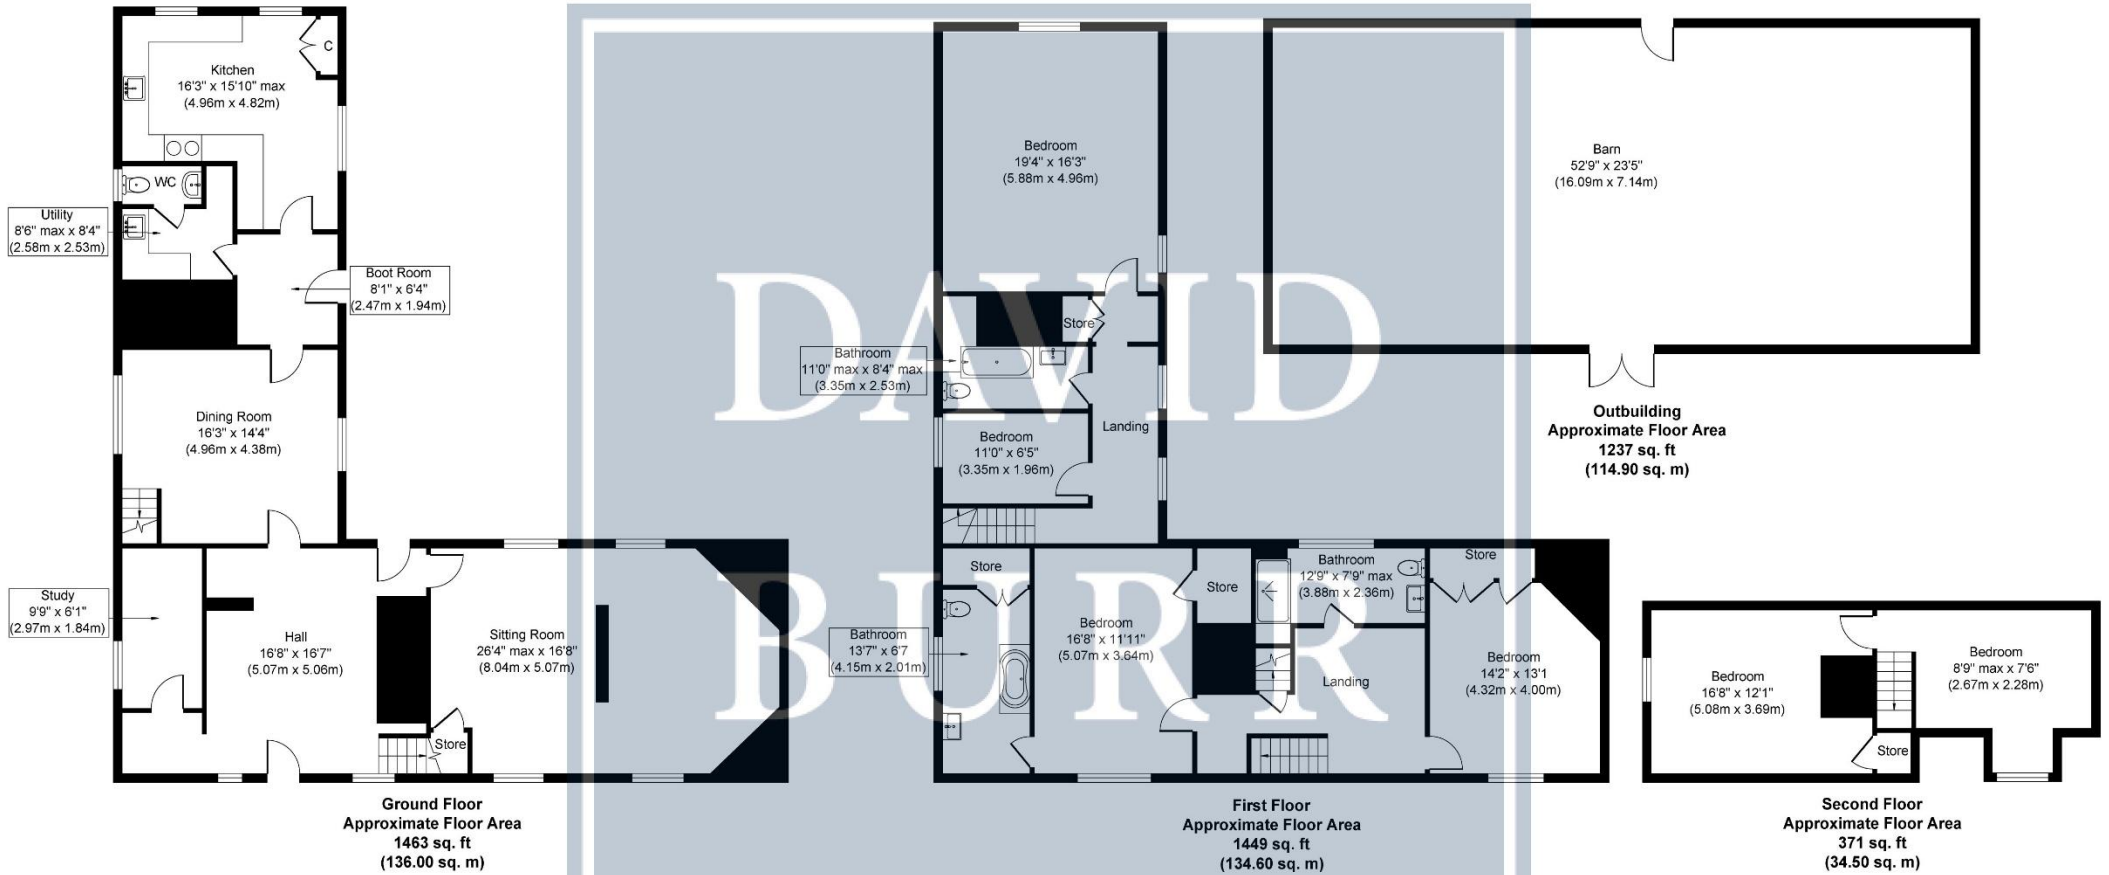 Kitchen
16'3" x 15'10" max
(4.96m x 4.82m)
C
WC
Utility
8'6" max x 8'4"
(2.58m x 2.53m)
Boot Room
8'1" x 6'4"
(2.47m x 1.94m)
Dining Room
16'3" x 14'4"
(4.96m x 4.38m)
Study
9'9" x 6'1"
(2.97m x 1.84m)
Hall
16'8" x 16'7"
(5.07m x 5.06m)
Sitting Room
26'4" max x 16'8"
(8.04m x 5.07m)
Store
Ground Floor
Approximate Floor Area
1463 sq. ft
(136.00 sq. m)
DAVID
BURR
Bedroom
19'4" x 16'3"
(5.88m x 4.96m)
Store
Bathroom
11'0" max x 8'4" max
(3.35m x 2.53m)
Bedroom
11'0" x 6'5"
(3.35m x 1.96m)
Landing
Store
Bathroom
13'7" x 6'7
(4.15m x 2.01m)
Bedroom
16'8" x 11'11"
(5.07m x 3.64m)
Store
Bathroom
12'9" x 7'9" max
(3.88m x 2.36m)
Landing
Store
Bedroom
14'2" x 13'1
(4.32m x 4.00m)
First Floor
Approximate Floor Area
1449 sq. ft
(134.60 sq. m)
Barn
52'9" x 23'5"
(16.09m x 7.14m)
Outbuilding
Approximate Floor Area
1237 sq. ft
(114.90 sq. m)
Bedroom
16'8" x 12'1"
(5.08m x 3.69m)
Bedroom
8'9" max x 7'6"
(2.67m x 2.28m)
Store
Second Floor
Approximate Floor Area
371 sq. ft
(34.50 sq. m)